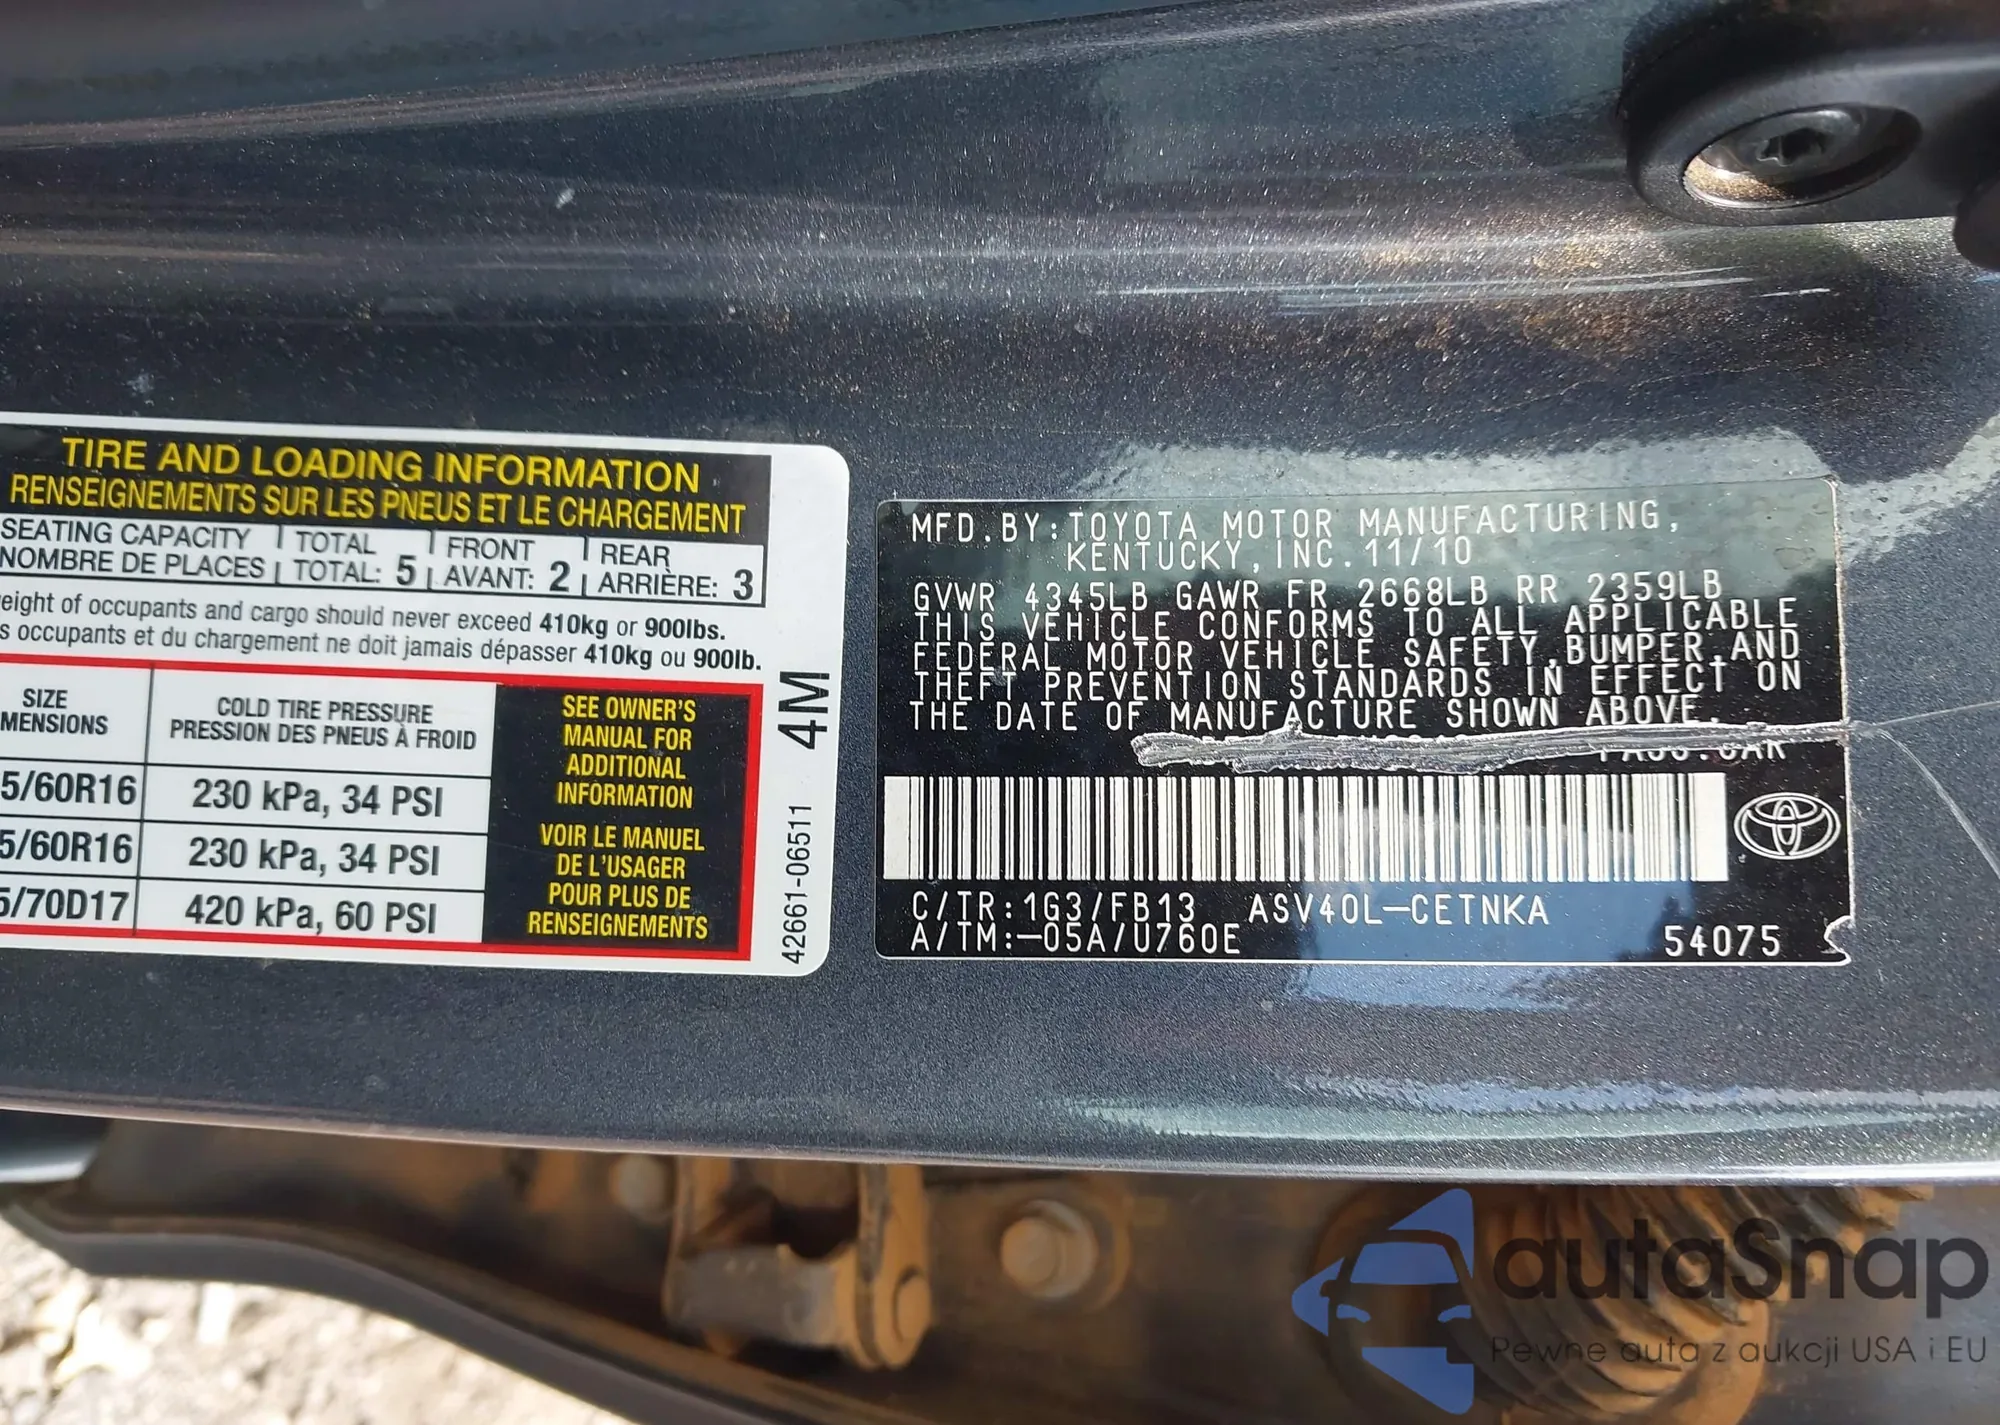 TIRE AND LOADING INFORMATION
RENSEIGNEMENTS SUR LES PNEUS ET LE CHARGEMENT
SEATING CAPACITY TOTAL FRONT REAR
NOMBRE DE PLACES TOTAL: 5 AVANT: 2 ARRIÈRE: 3
of occupants and cargo should never exceed 410kg or 900lbs.
occupants et du chargement ne doit jamais dépasser 410kg ou 900lb.
SIZE
COLD TIRE PRESSURE
PRESSION DES PNEUS À FROID
5/60R16 230 kPa, 34 PSI
5/60R16 230 kPa, 34 PSI
5/70D17 420 kPa, 60 PSI
SEE OWNER'S
MANUAL FOR
ADDITIONAL
INFORMATION
VOIR LE MANUEL
DE L'USAGER
POUR PLUS DE
RENSEIGNEMENTS
42661-06511 4M
MFD.BY:TOYOTA MOTOR MANUFACTURING,
KENTUCKY,INC.11/10
GVWR 4345LB GAWR FR 2668LB RR 2359LB
THIS VEHICLE CONFORMS TO ALL APPLICABLE
FEDERAL MOTOR VEHICLE SAFETY,BUMPER,AND
THEFT PREVENTION STANDARDS IN EFFECT ON
THE DATE OF MANUFACTURE SHOWN ABOVE.
C/TR:1G3/FB13 ASV40L-CETNKA
A/TM:-05A/U760E
54075
autaSnap
Pewne auta z aukcji USA i EU